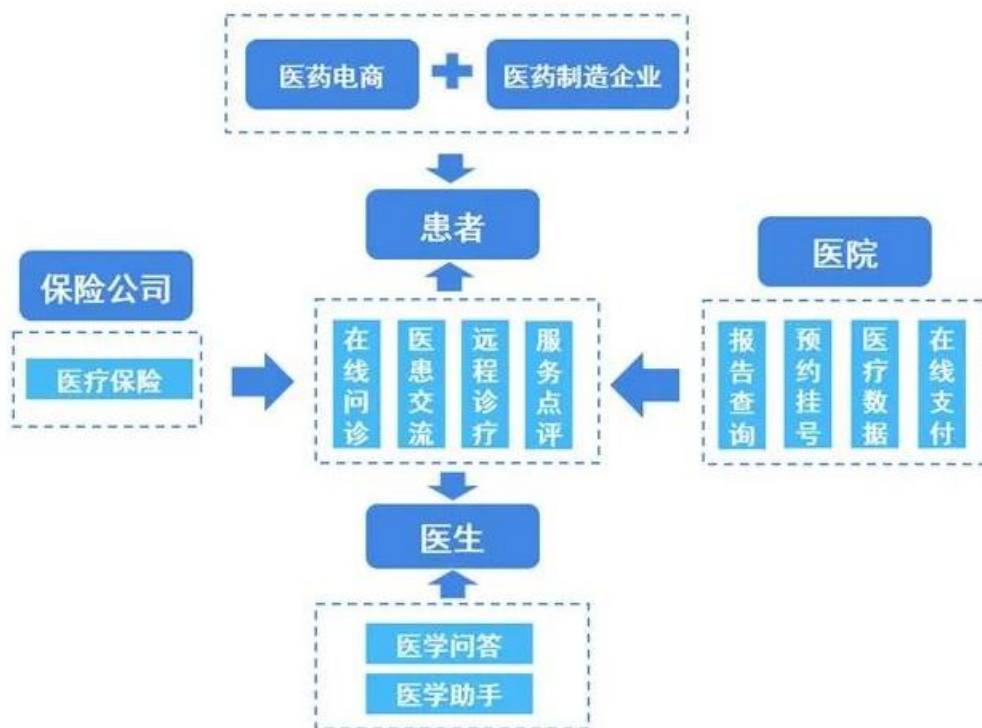 医药电商
医药制造企业
患者
保险公司
医疗保险
在线问诊
医患交流
远程诊疗
服务点评
医院
报告查询
预约挂号
医疗数据
在线支付
医生
医学问答
医学助手